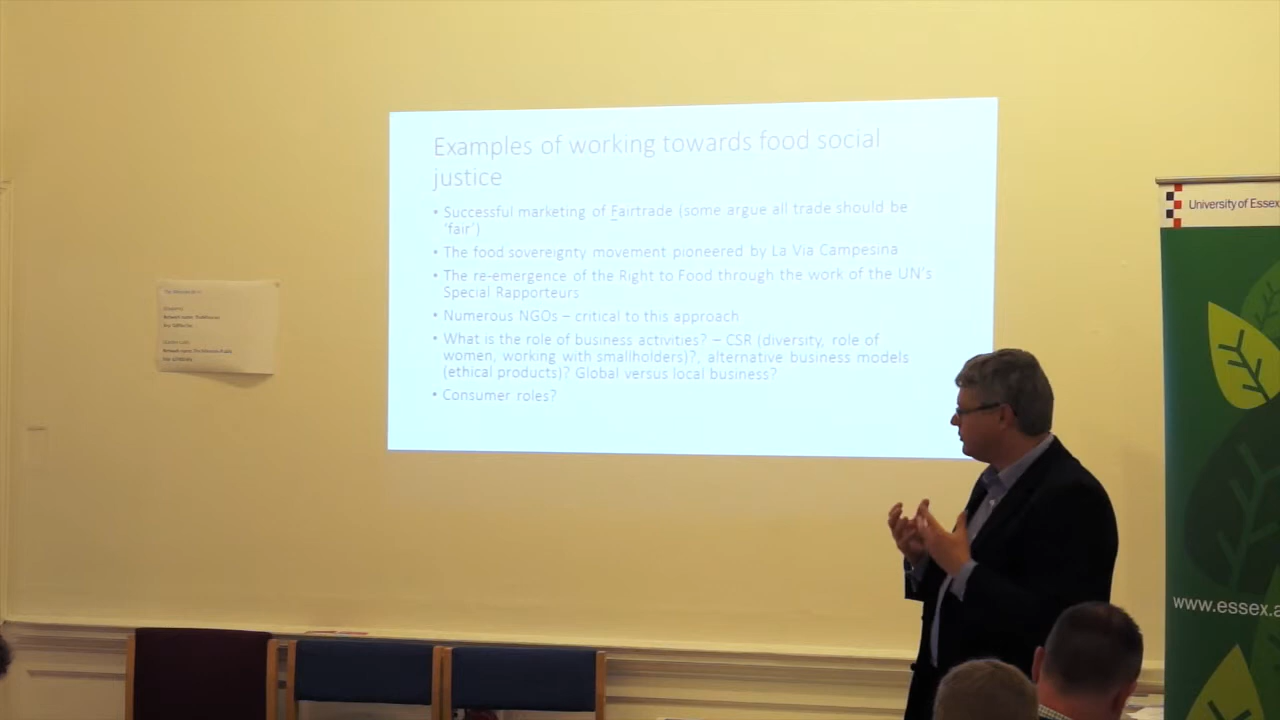 Examples of working towards food social
justice
• Successful marketing of Fairtrade (some argue all trade should be
'fair')
• The food sovereignty movement pioneered by La Via Campesina
• The re-emergence of the Right to Food through the work of the UN's
Special Rapporteurs
• Numerous NGOs – critical to this approach
• What is the role of business activities? – CSR (diversity, role of
women, working with smallholders)?, alternative business models
(ethical products)? Global versus local business?
• Consumer roles?
University of Essex
www.essex.a